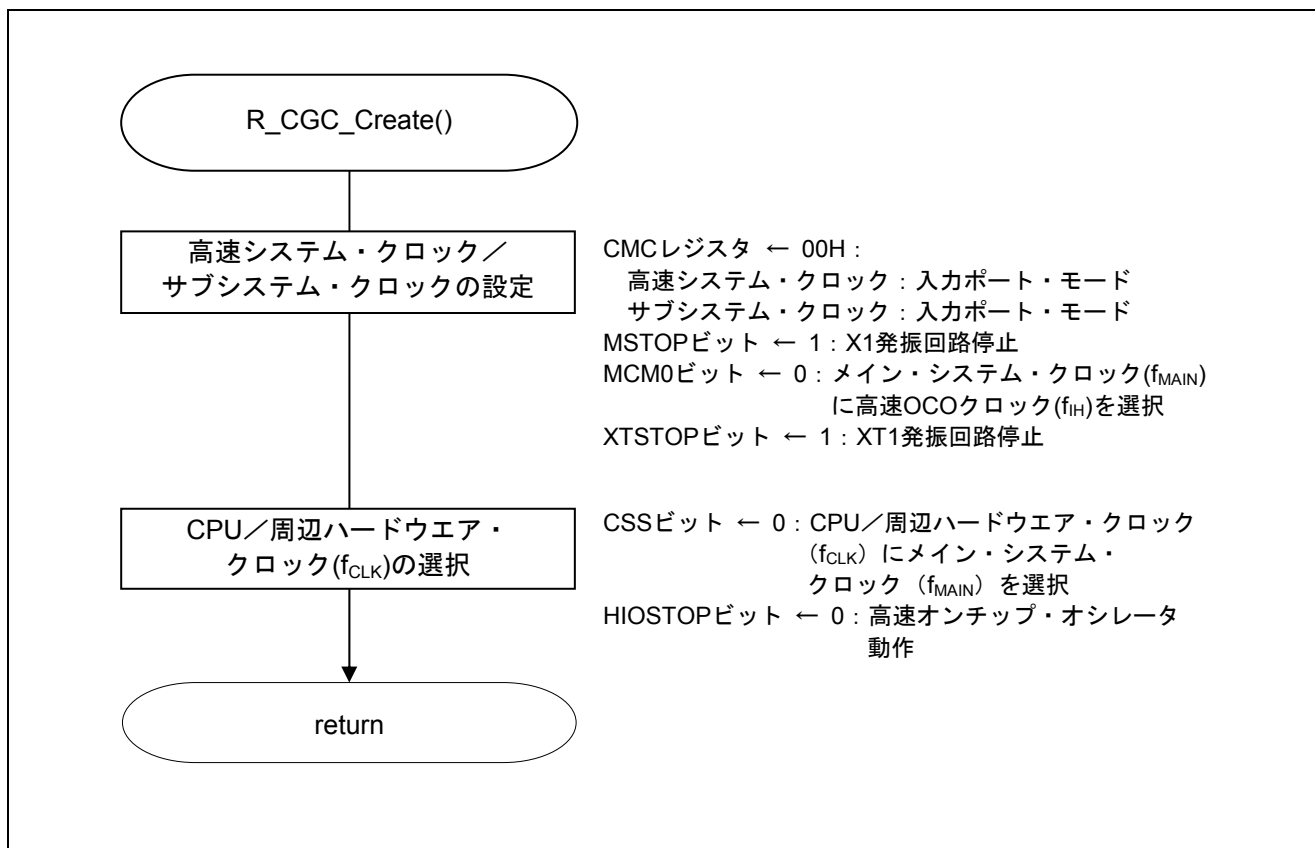 R_CGC_Create()
高速システム・クロック／
サブシステム・クロックの設定
CMCレジスタ ← 00H：
高速システム・クロック：入力ポート・モード
サブシステム・クロック：入力ポート・モード
MSTOPビット ← 1：X1発振回路停止
MCM0ビット ← 0：メイン・システム・クロック(fMAIN)
に高速OCOクロック(fIH)を選択
XTSTOPビット ← 1：XT1発振回路停止
CPU／周辺ハードウエア・
クロック(fCLK)の選択
CSSビット ← 0：CPU／周辺ハードウエア・クロック
（fCLK）にメイン・システム・
クロック（fMAIN）を選択
HIOSTOPビット ← 0：高速オンチップ・オシレータ
動作
return